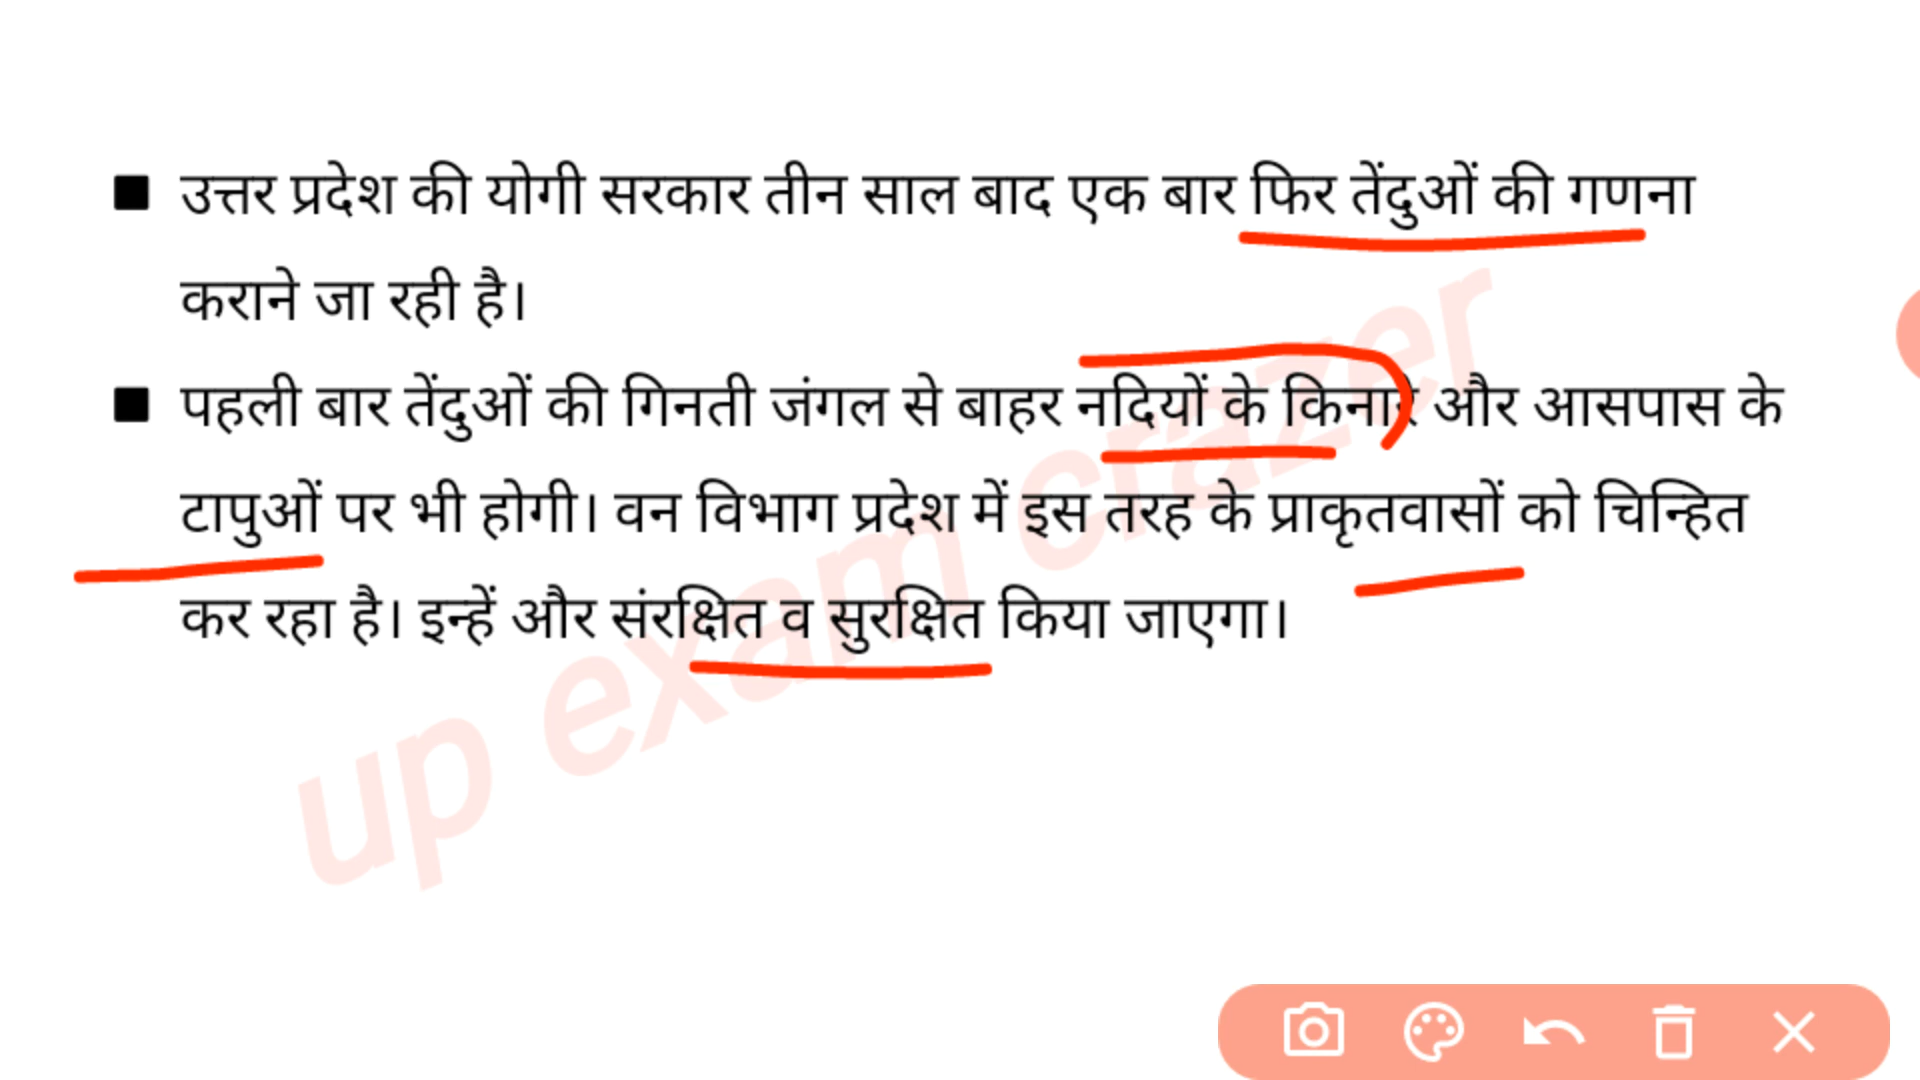 ■ उत्तर प्रदेश की योगी सरकार तीन साल बाद एक बार फिर तेंदुओं की गणना
कराने जा रही है।
■ पहली बार तेंदुओं की गिनती जंगल से बाहर नदियों के किनारे और आसपास के
टापुओं पर भी होगी। वन विभाग प्रदेश में इस तरह के प्राकृतवासों को चिन्हित
कर रहा है। इन्हें और संरक्षित व सुरक्षित किया जाएगा।
up exam crazer